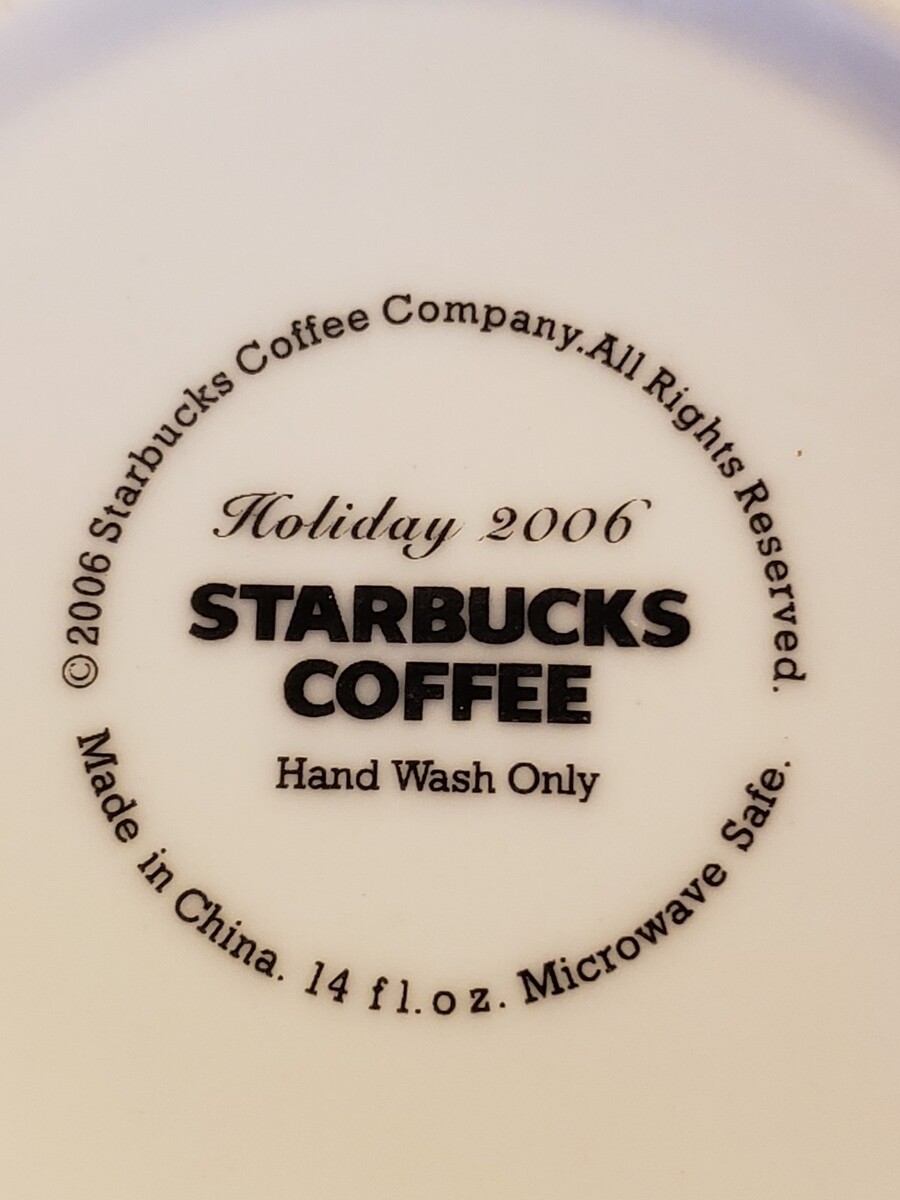 ©2006 Starbucks Coffee Company.All Rights Reserved.
Holiday 2006
STARBUCKS
COFFEE
Hand Wash Only
Made in China. 14 fl.oz. Microwave Safe.